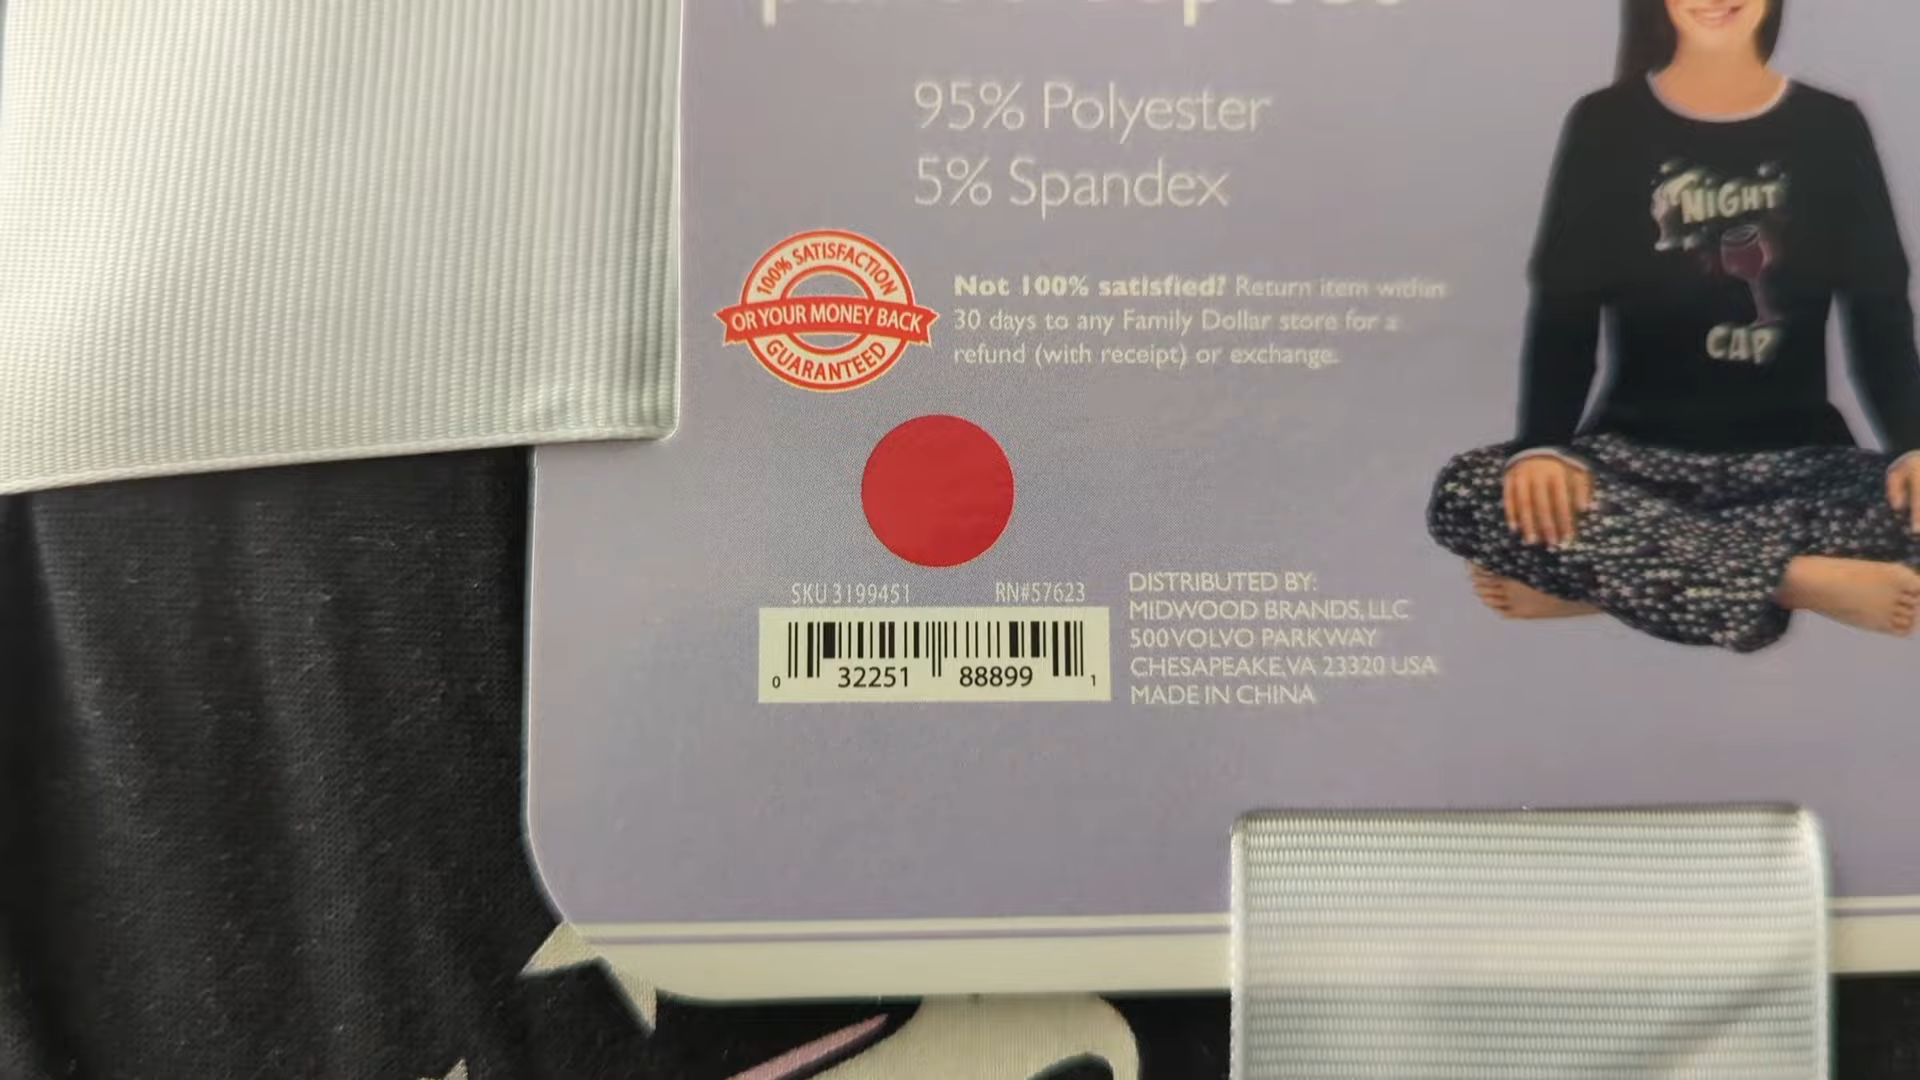 95% Polyester
5% Spandex
100% SATISFACTION
OR YOUR MONEY BACK
GUARANTEED
Not 100% satisfied? Return item within
30 days to any Family Dollar store for a
refund (with receipt) or exchange.
NIGHT
CAP
SKU 3199451 RN#57623
0 32251 88899 1
DISTRIBUTED BY:
MIDWOOD BRANDS, LLC
500 VOLVO PARKWAY
CHESAPEAKE, VA 23320 USA
MADE IN CHINA